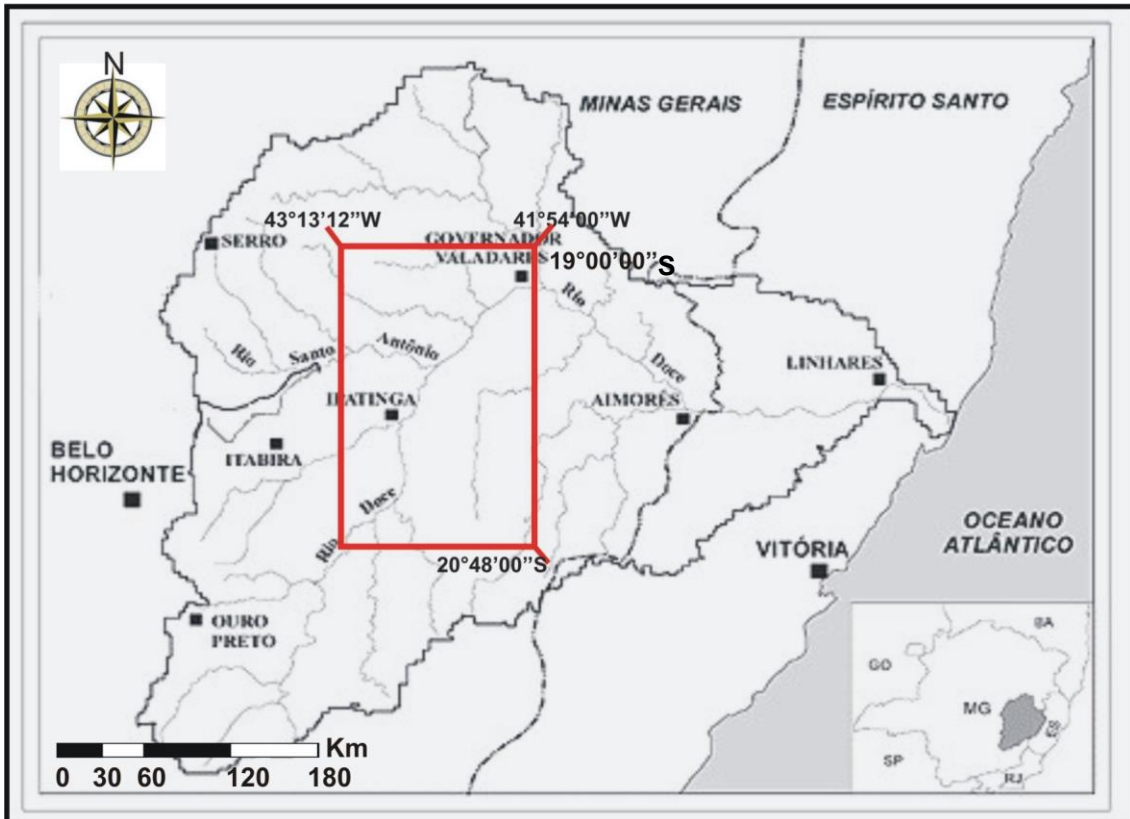 N
MINAS GERAIS
ESPÍRITO SANTO
43°13'12"W
41°54'00"W
SERRO
GOVERNADOR
VALADARES
19°00'00"S
Rio
Doce
Rio
Santo
Antônio
LINHARES
IPATINGA
AIMORÉS
ITABIRA
BELO
HORIZONTE
Rio
Doce
OCEANO
ATLÂNTICO
VITÓRIA
20°48'00"S
OURO
PRETO
BA
GO
MG
ES
SP
RJ
Km
0 30 60 120 180